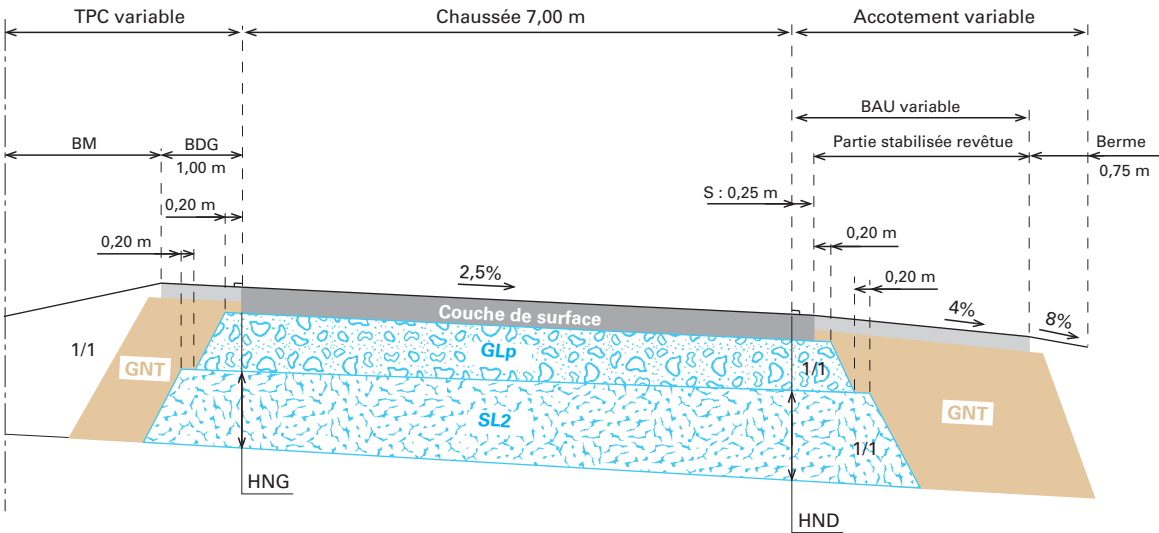 TPC variable
Chaussée 7,00 m
Accotement variable
BAU variable
BM
BDG
1,00 m
Partie stabilisée revêtue
Berme
0,75 m
S : 0,25 m
0,20 m
0,20 m
0,20 m
0,20 m
2,5%
4%
8%
Couche de surface
1/1
GNT
GLp
1/1
GNT
SL2
1/1
HNG
HND